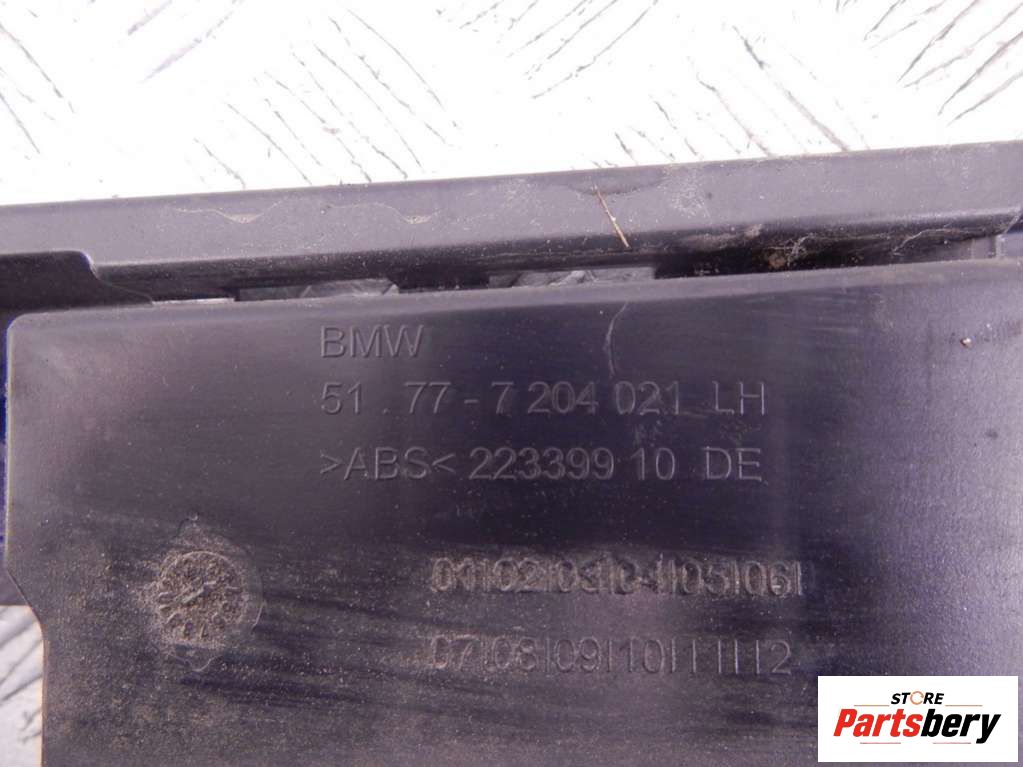 BMW
51 . 77 - 7 204 021 LH
>ABS< 223399 10 DE
01|02|03|04|05|06|
07|08|09|10|11|12
STORE
Partsbery